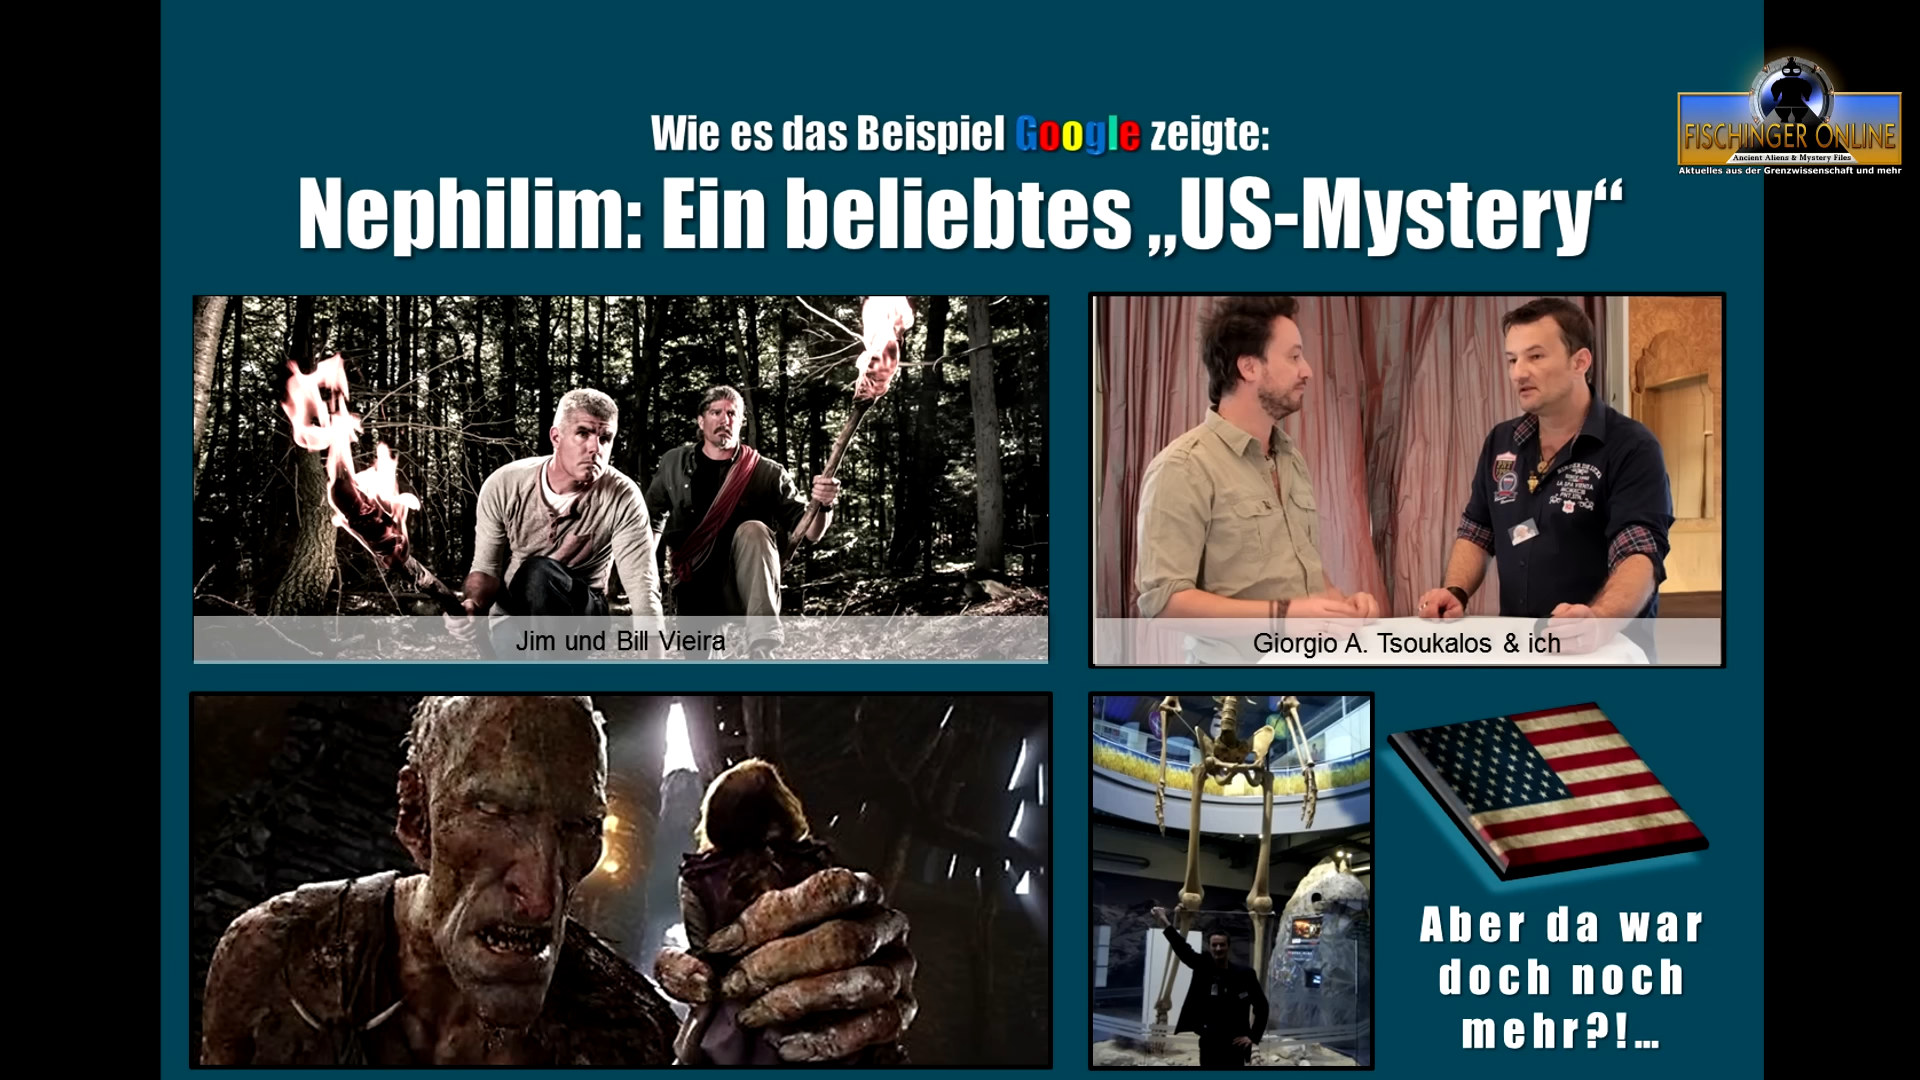 Wie es das Beispiel Google zeigte:
Nephilim: Ein beliebtes „US-Mystery“
FISCHINGER ONLINE
Ancient Aliens & Mystery Files
Aktuelles aus der Grenzwissenschaft und mehr
Jim und Bill Vieira
Giorgio A. Tsoukalos & ich
Aber da war
doch noch
mehr?!...